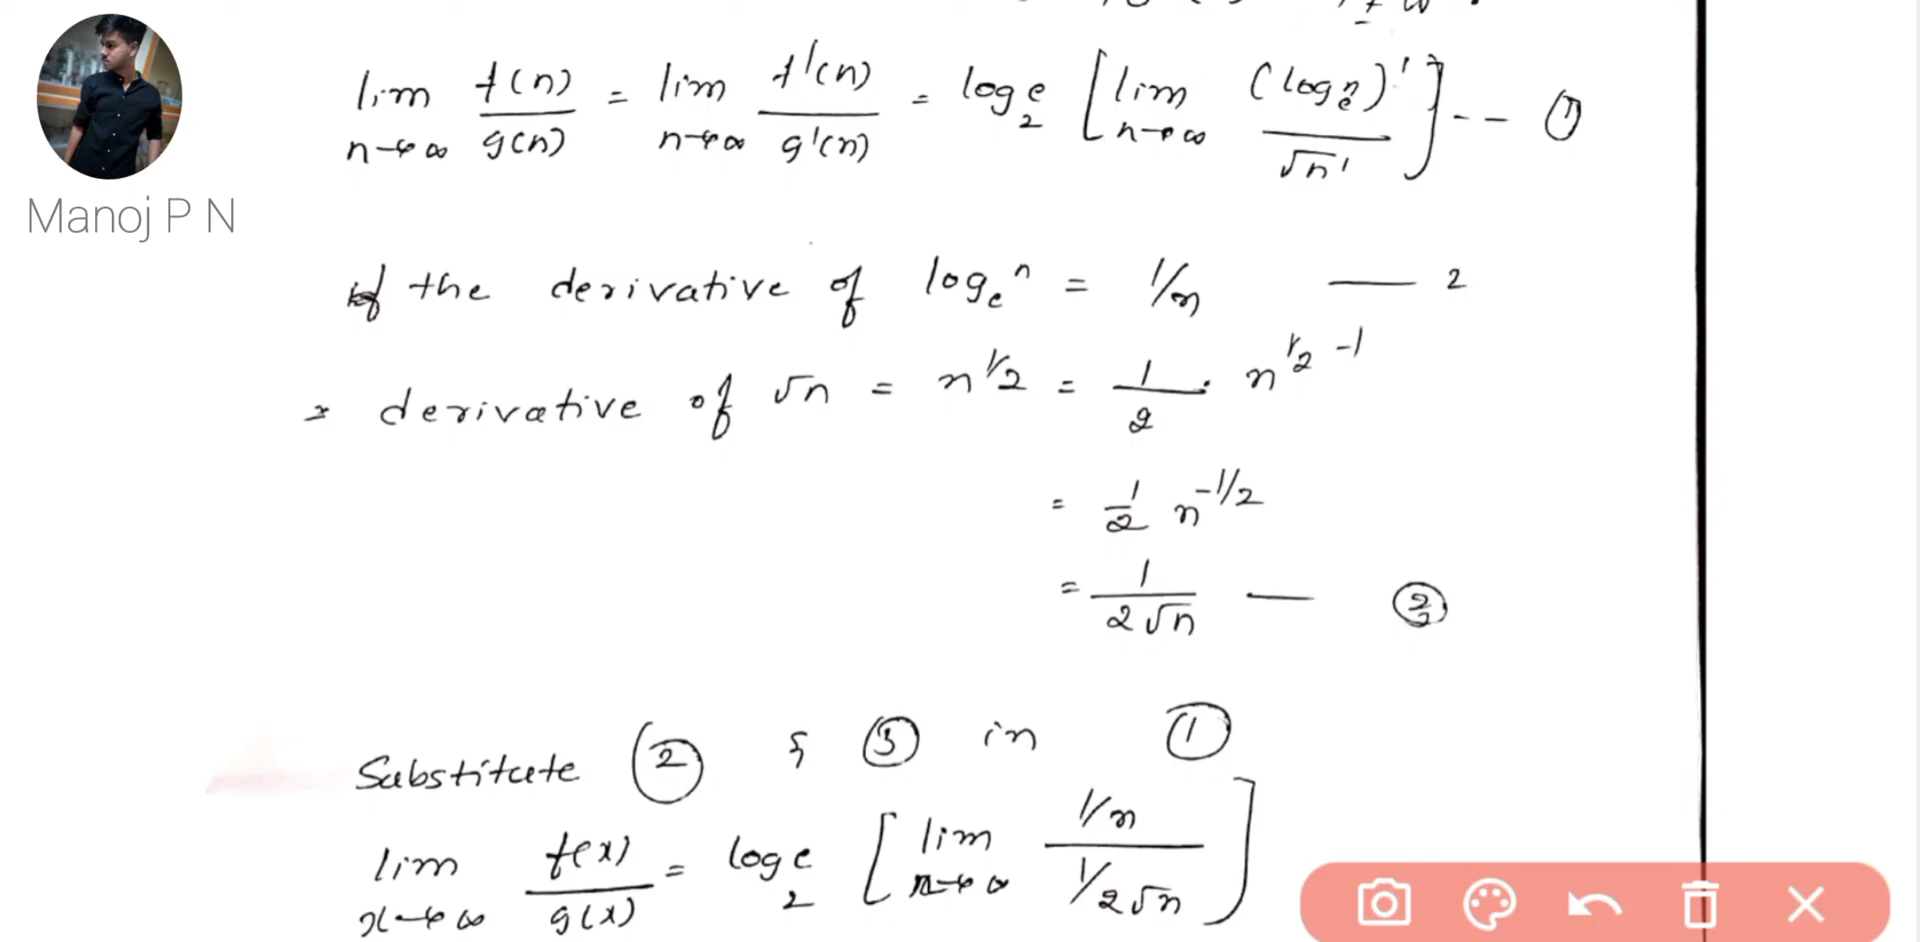 Manoj P N
lim n→∞ f(n)/g(n) = lim n→∞ f'(n)/g'(n) = log₂e [lim n→∞ (logₑn)'/√n'] -- ①
if the derivative of logₑn = 1/n — 2
derivative of √n = n^1/2 = 1/2 · n^1/2 -1
= 1/2 n^-1/2
= 1/2√n —
Substitute ② & ③ in ①
lim x→∞ f(x)/g(x) = log₂e [lim n→∞ 1/n / 1/2√n]